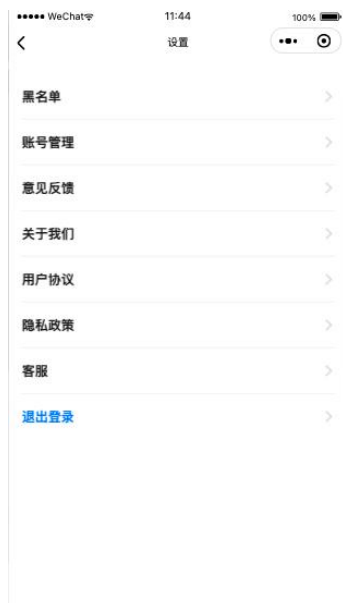 WeChat
11:44
100%
设置
黑名单
账号管理
意见反馈
关于我们
用户协议
隐私政策
客服
退出登录